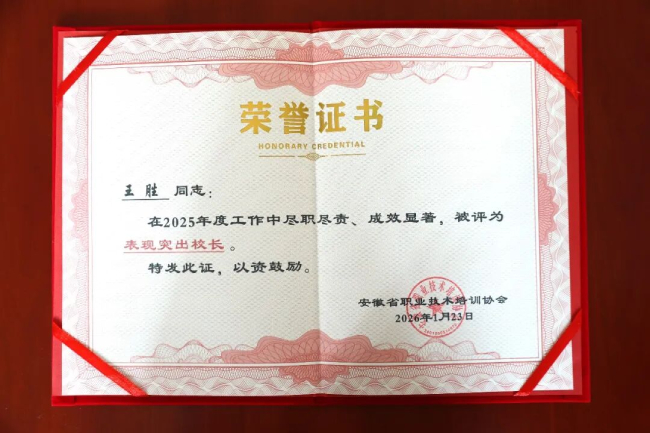 荣誉证书
HONORARY CREDENTIAL
王胜 同志：
在2025年度工作中尽职尽责、成效显著，被评为
表现突出校长。
特发此证，以资鼓励。
安徽省职业技术培训协会
2026年1月23日